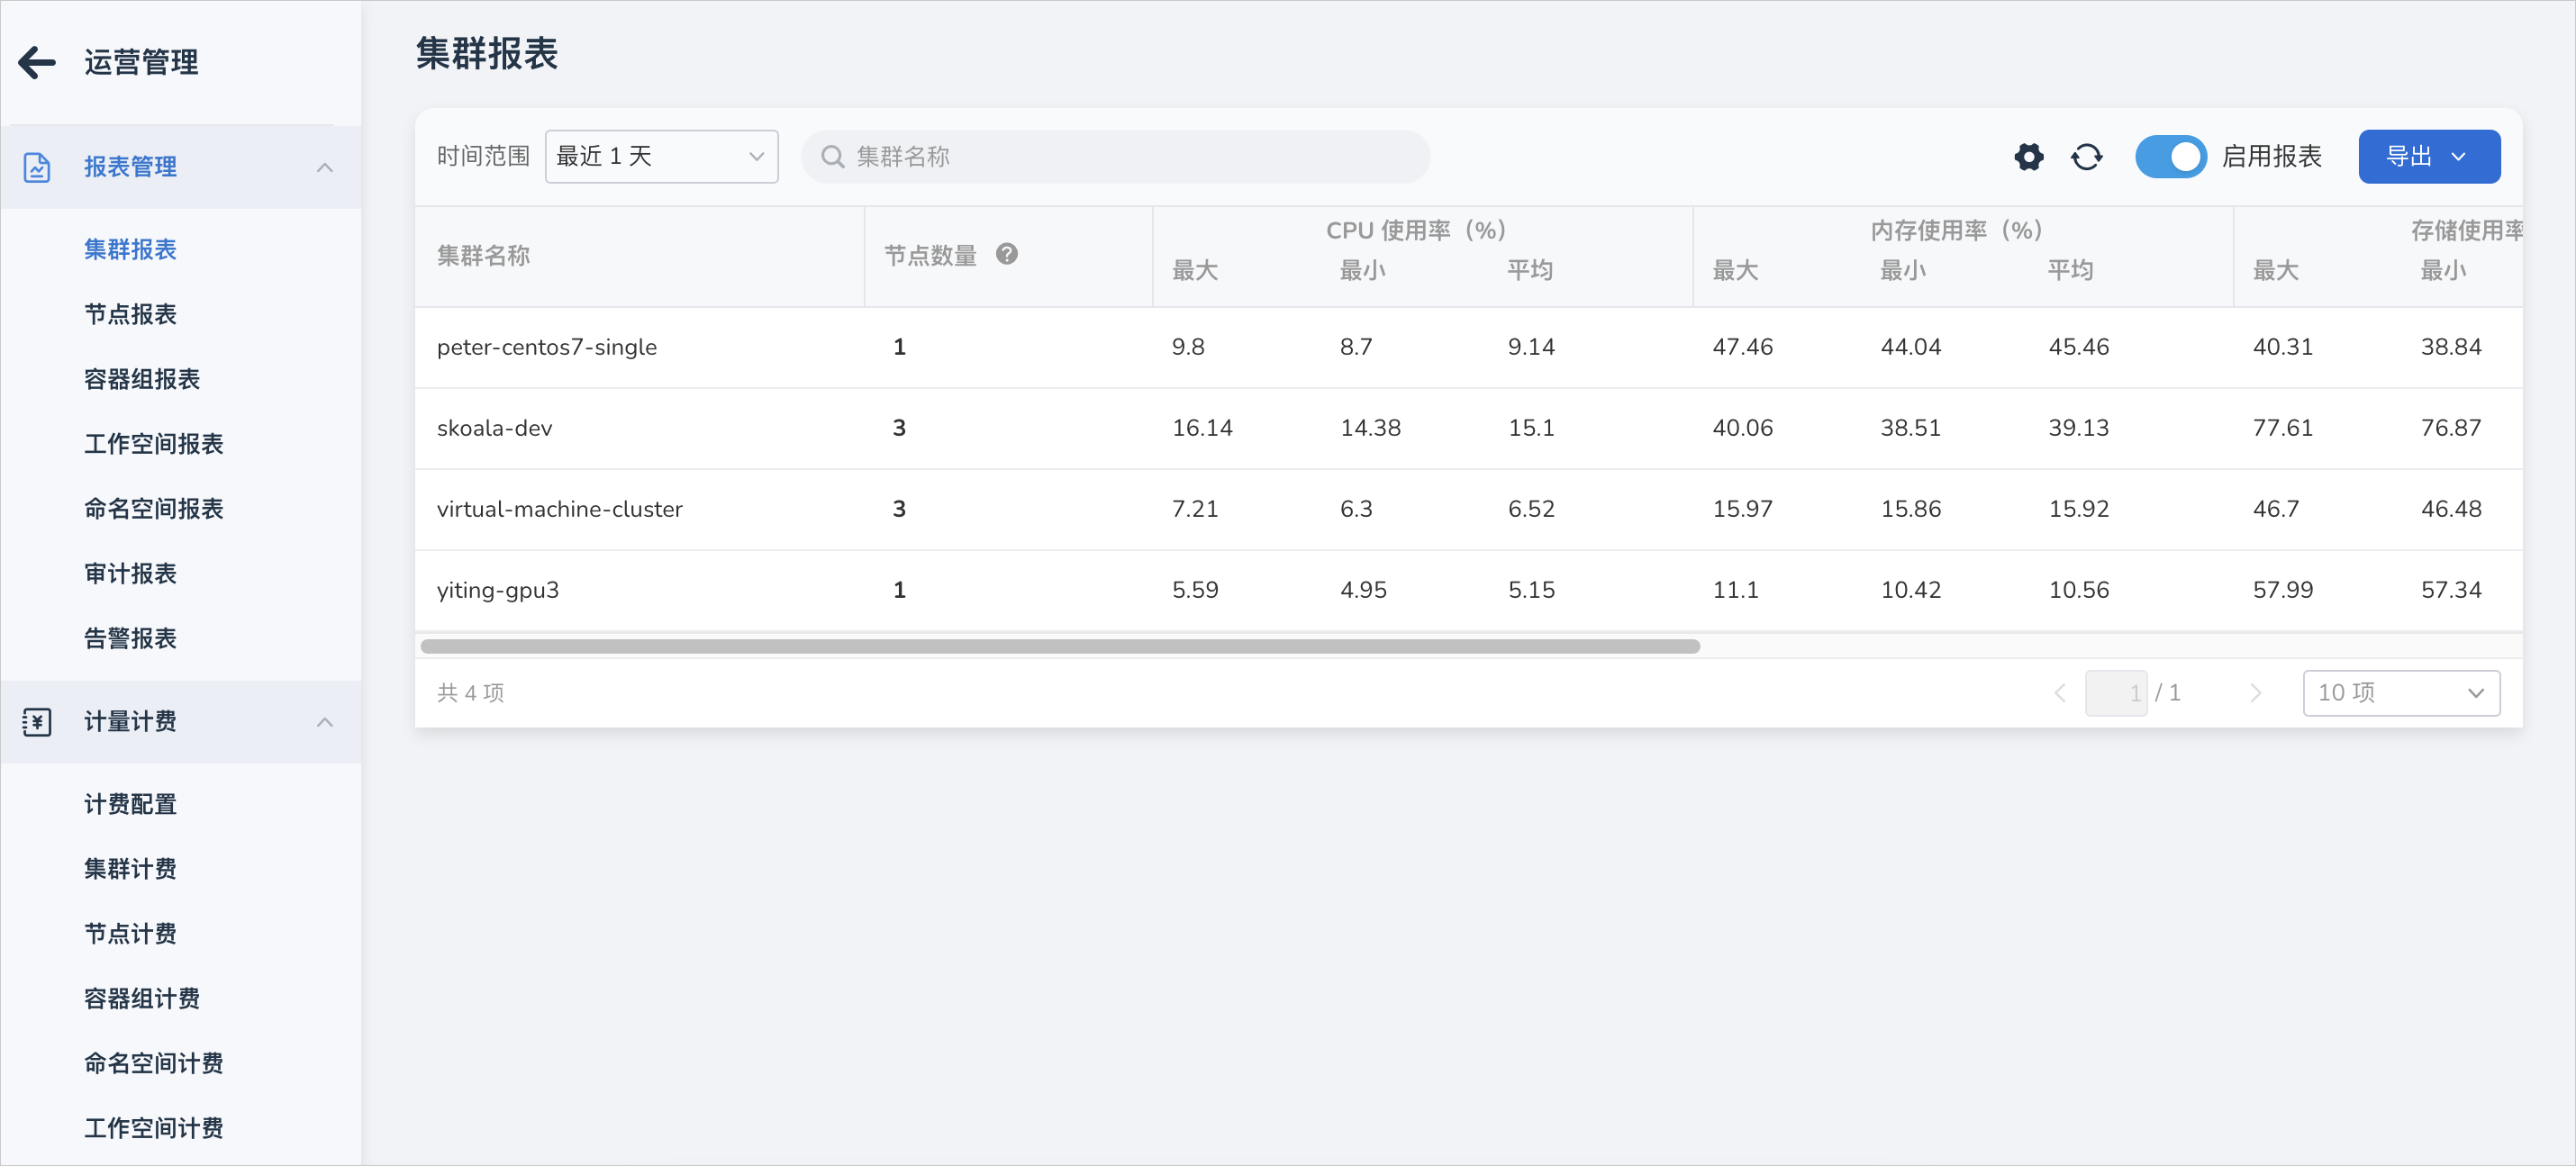 运营管理
报表管理
集群报表
节点报表
容器组报表
工作空间报表
命名空间报表
审计报表
告警报表
计量计费
计费配置
集群计费
节点计费
容器组计费
命名空间计费
工作空间计费
集群报表
时间范围 最近 1 天 集群名称 启用报表 导出
集群名称 节点数量 ? CPU 使用率（%） 内存使用率（%） 存储使用率
最大 最小 平均 最大 最小 平均 最大 最小
peter-centos7-single 1 9.8 8.7 9.14 47.46 44.04 45.46 40.31 38.84
skoala-dev 3 16.14 14.38 15.1 40.06 38.51 39.13 77.61 76.87
virtual-machine-cluster 3 7.21 6.3 6.52 15.97 15.86 15.92 46.7 46.48
yiting-gpu3 1 5.59 4.95 5.15 11.1 10.42 10.56 57.99 57.34
共 4 项 1 / 1 10 项